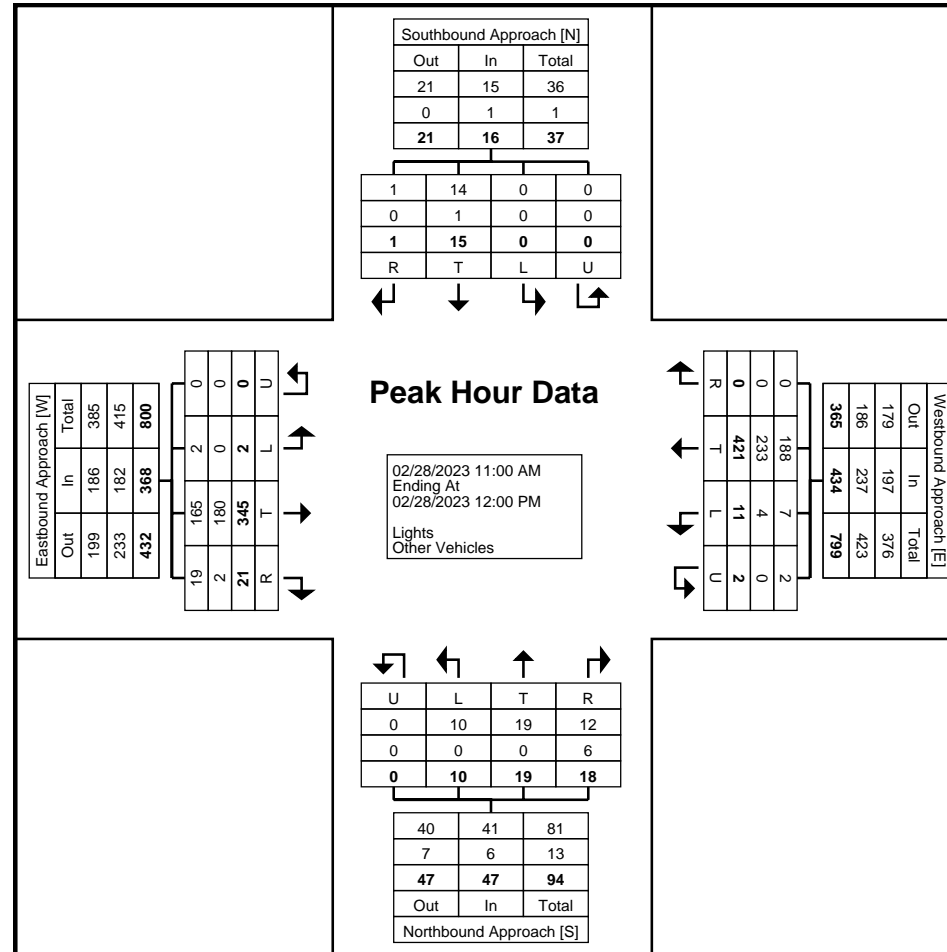 Southbound Approach [N]
Out In Total
21 15 36
0 1 1
21 16 37
1 14 0 0
0 1 0 0
1 15 0 0
R T L U
Eastbound Approach [W]
Out In Total
199 186 385
233 182 415
432 368 800
19 165 2 0
2 180 0 0
21 345 2 0
R T L U
Peak Hour Data
02/28/2023 11:00 AM
Ending At
02/28/2023 12:00 PM
Lights
Other Vehicles
Westbound Approach [E]
Out In Total
179 197 376
186 237 423
365 434 799
0 188 7 2
0 233 4 0
0 421 11 2
R T L U
U L T R
0 10 19 12
0 0 0 6
0 10 19 18
40 41 81
7 6 13
47 47 94
Out In Total
Northbound Approach [S]